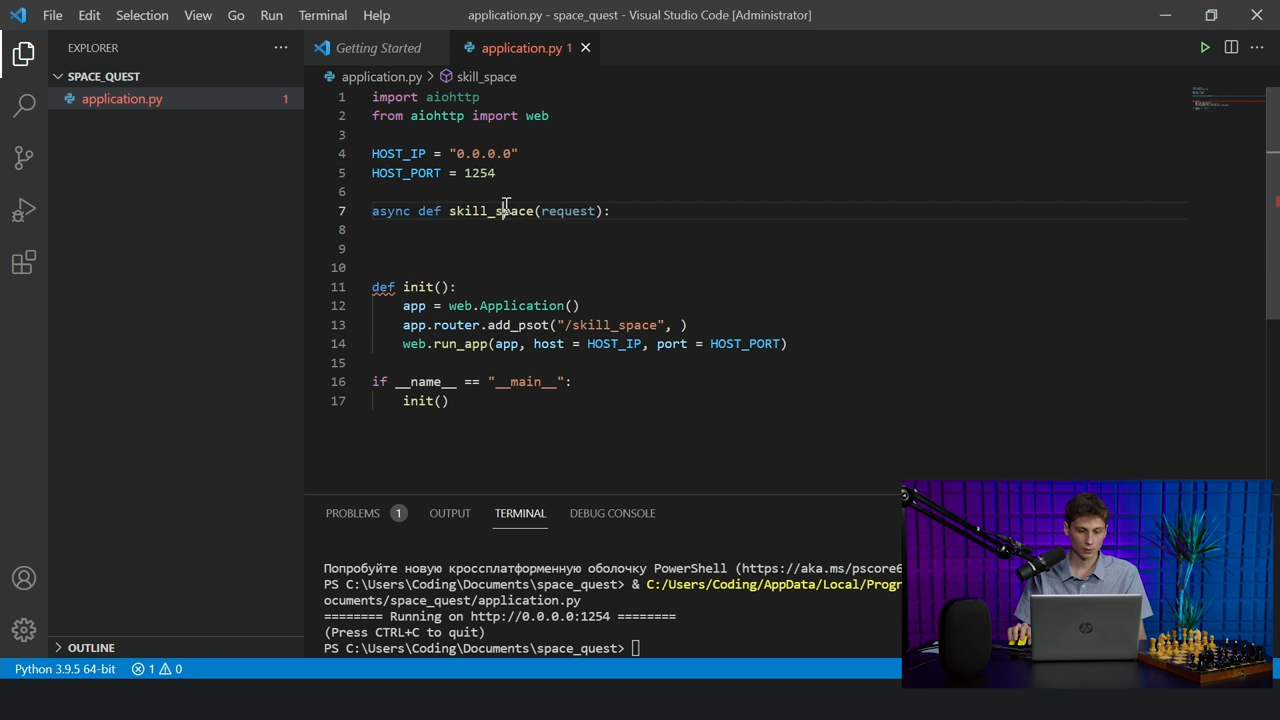 File Edit Selection View Go Run Terminal Help application.py - space_quest - Visual Studio Code [Administrator]
EXPLORER
Getting Started application.py 1
SPACE_QUEST
application.py 1
application.py > skill_space
1 import aiohttp
2 from aiohttp import web
3
4 HOST_IP = "0.0.0.0"
5 HOST_PORT = 1254
6
7 async def skill_space(request):
8
9
10
11 def init():
12 app = web.Application()
13 app.router.add_psot("/skill_space", )
14 web.run_app(app, host = HOST_IP, port = HOST_PORT)
15
16 if __name__ == "__main__":
17 init()
PROBLEMS 1 OUTPUT TERMINAL DEBUG CONSOLE
Попробуйте новую кроссплатформенную оболочку PowerShell (https://aka.ms/pscore6
PS C:\Users\Coding\Documents\space_quest> & C:/Users/Coding/AppData/Local/Progr
ocuments/space_quest/application.py
======== Running on http://0.0.0.0:1254 ========
(Press CTRL+C to quit)
PS C:\Users\Coding\Documents\space_quest>
OUTLINE
Python 3.9.5 64-bit 1 0